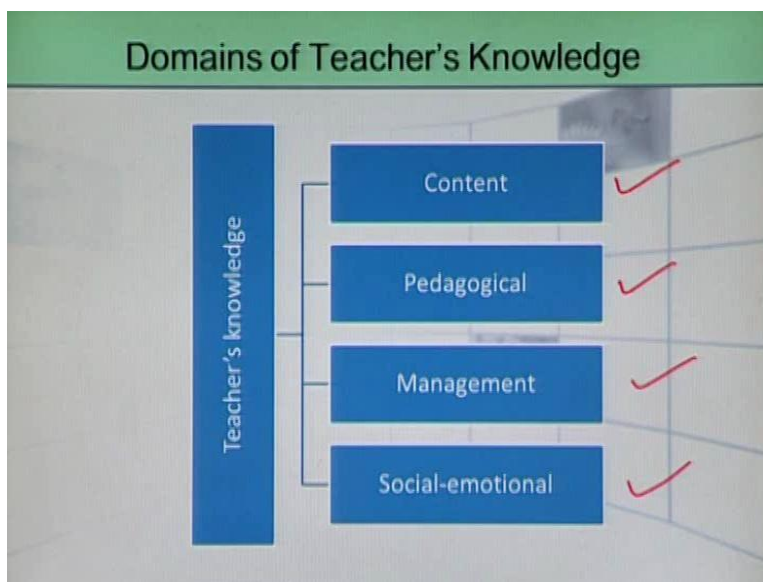 Domains of Teacher's Knowledge
Teacher's knowledge
Content
Pedagogical
Management
Social-emotional